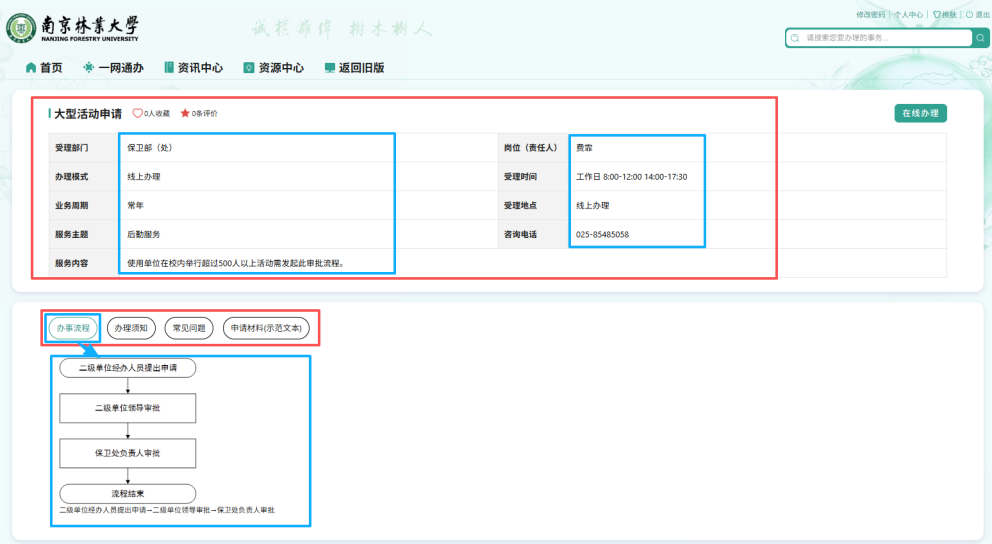 修改密码 | 个人中心 | 换肤 | 退出
南京林业大学
NANJING FORESTRY UNIVERSITY
诚朴雄伟 树木树人
请搜索您要办理的事务...
首页 一网通办 资讯中心 资源中心 返回旧版
大型活动申请 0人收藏 0条评价 在线办理
受理部门 保卫部（处） 岗位（责任人） 费霏
办理模式 线上办理 受理时间 工作日 8:00-12:00 14:00-17:30
业务周期 常年 受理地点 线上办理
服务主题 后勤服务 咨询电话 025-85485058
服务内容 使用单位在校内举行超过500人以上活动需发起此审批流程。
办事流程 办理须知 常见问题 申请材料(示范文本)
二级单位经办人员提出申请
二级单位领导审批
保卫处负责人审批
流程结束
二级单位经办人员提出申请→二级单位领导审批→保卫处负责人审批